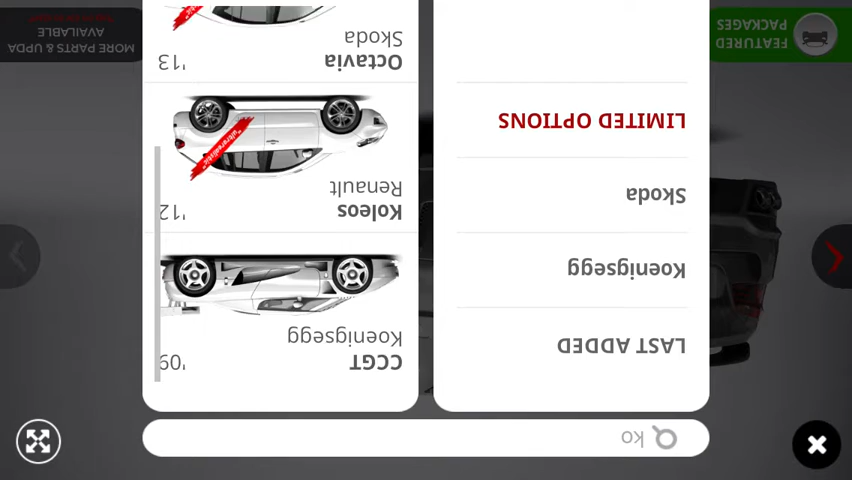 ko
LAST ADDED
Koenigsegg
Skoda
LIMITED OPTIONS
CCGT '09
Koenigsegg
Koleos '12
Renault
"ultrarealistic"
Octavia '13
Skoda
FEATURED
PACKAGES
MORE PARTS & UPDA
AVAILABLE